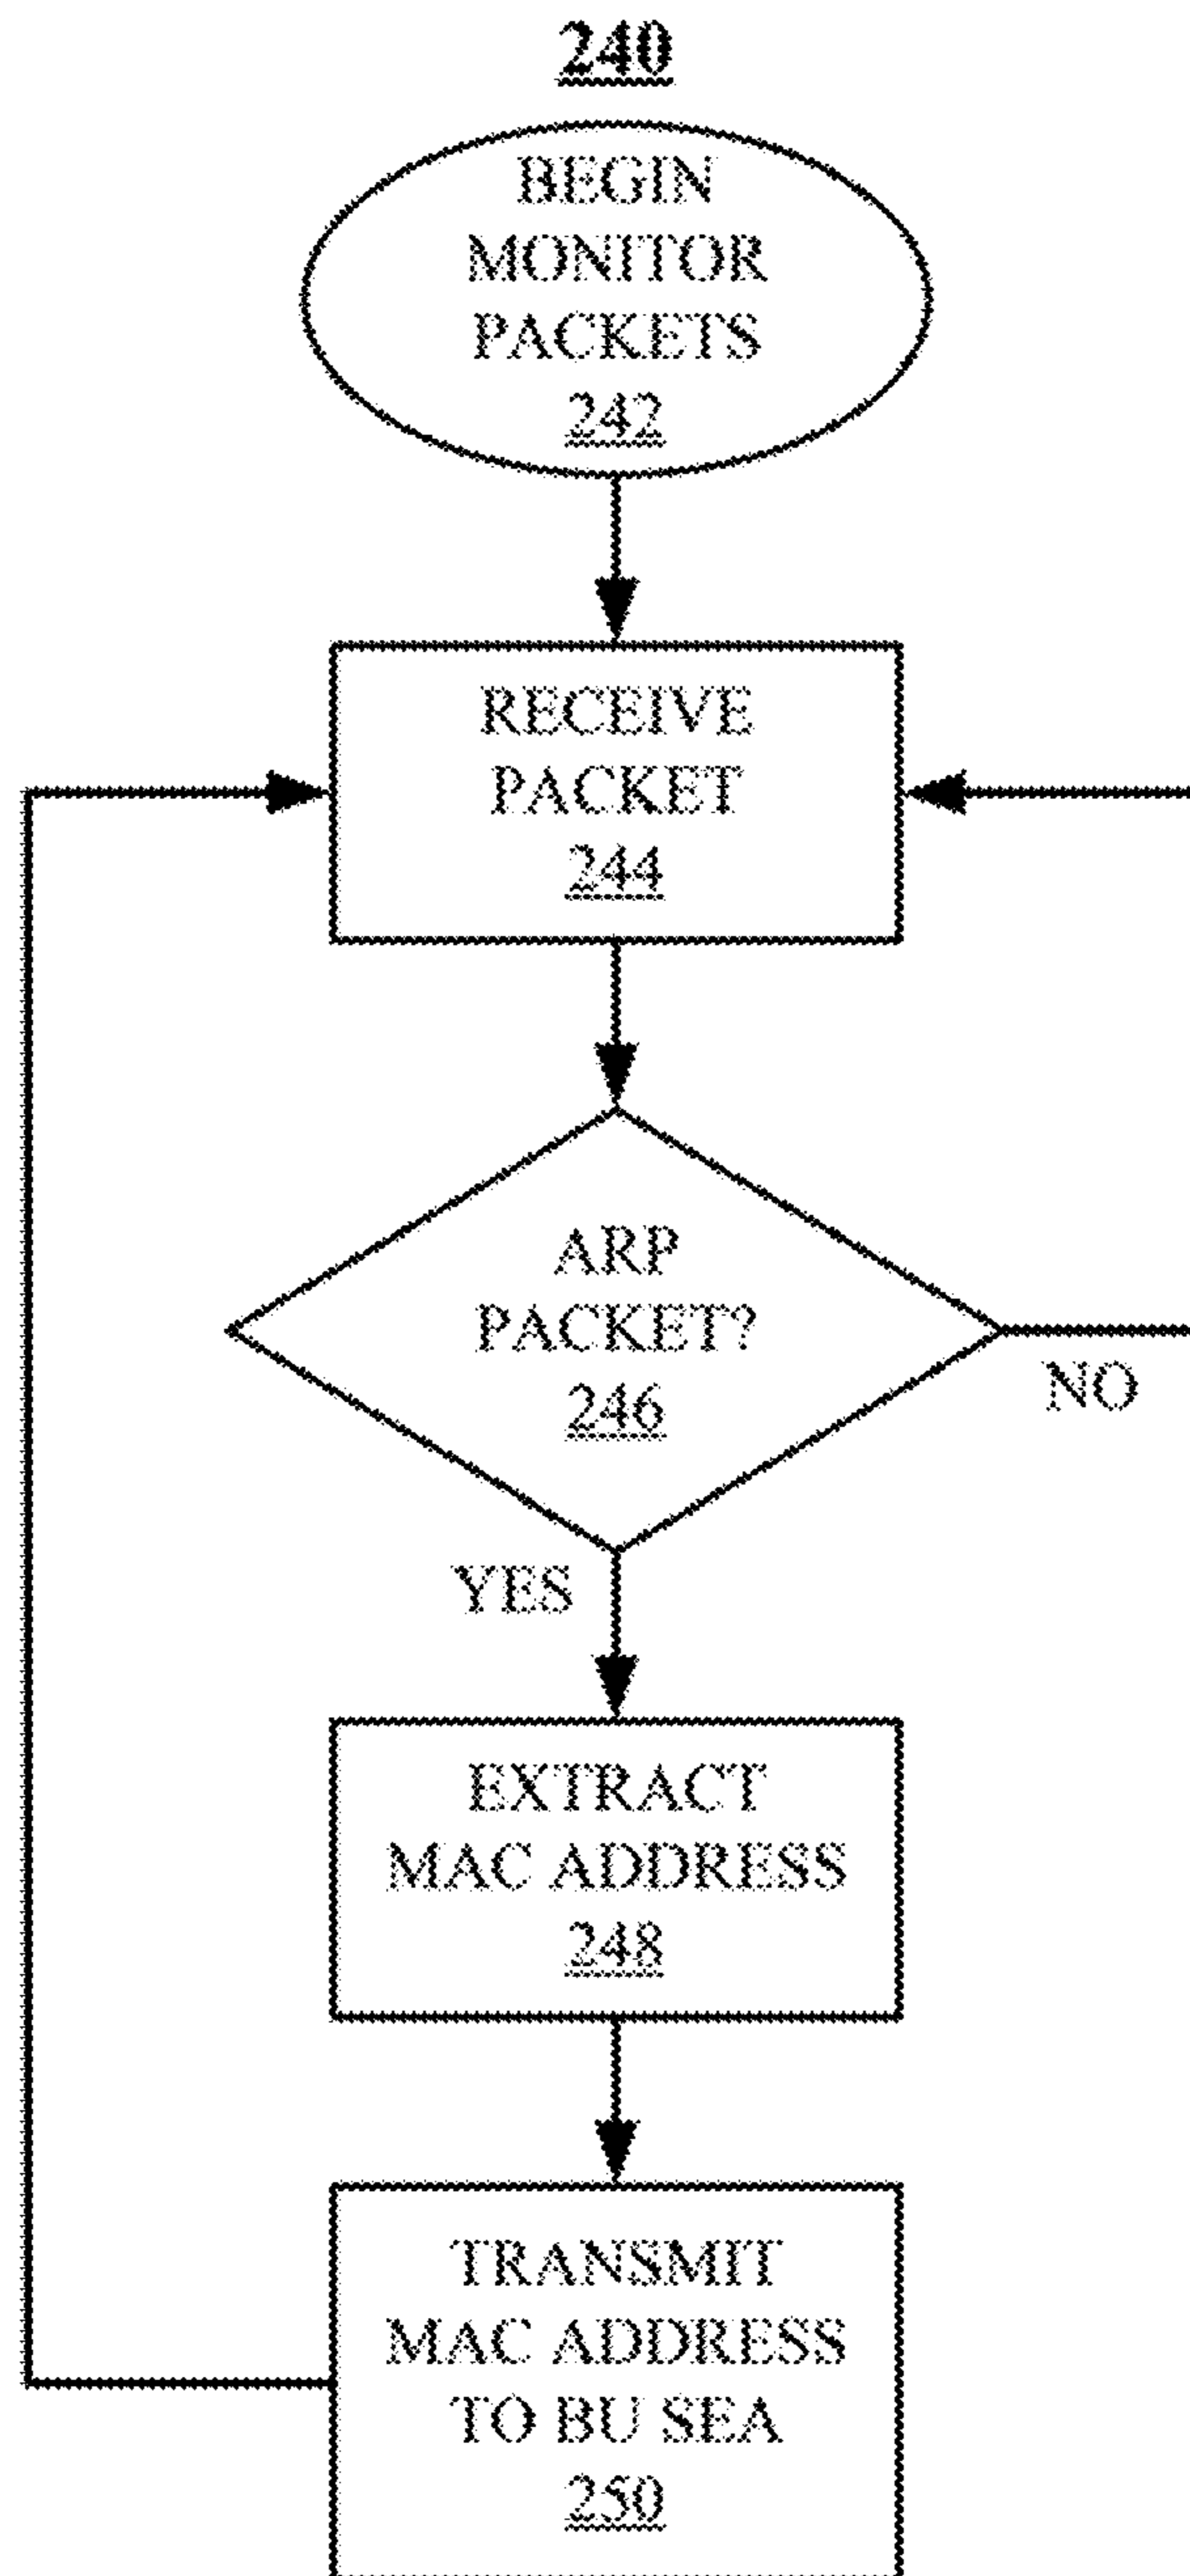 240
BEGIN
MONITOR
PACKETS
242
RECEIVE
PACKET
244
ARP
PACKET?
246
NO
YES
EXTRACT
MAC ADDRESS
248
TRANSMIT
MAC ADDRESS
TO BU SEA
250